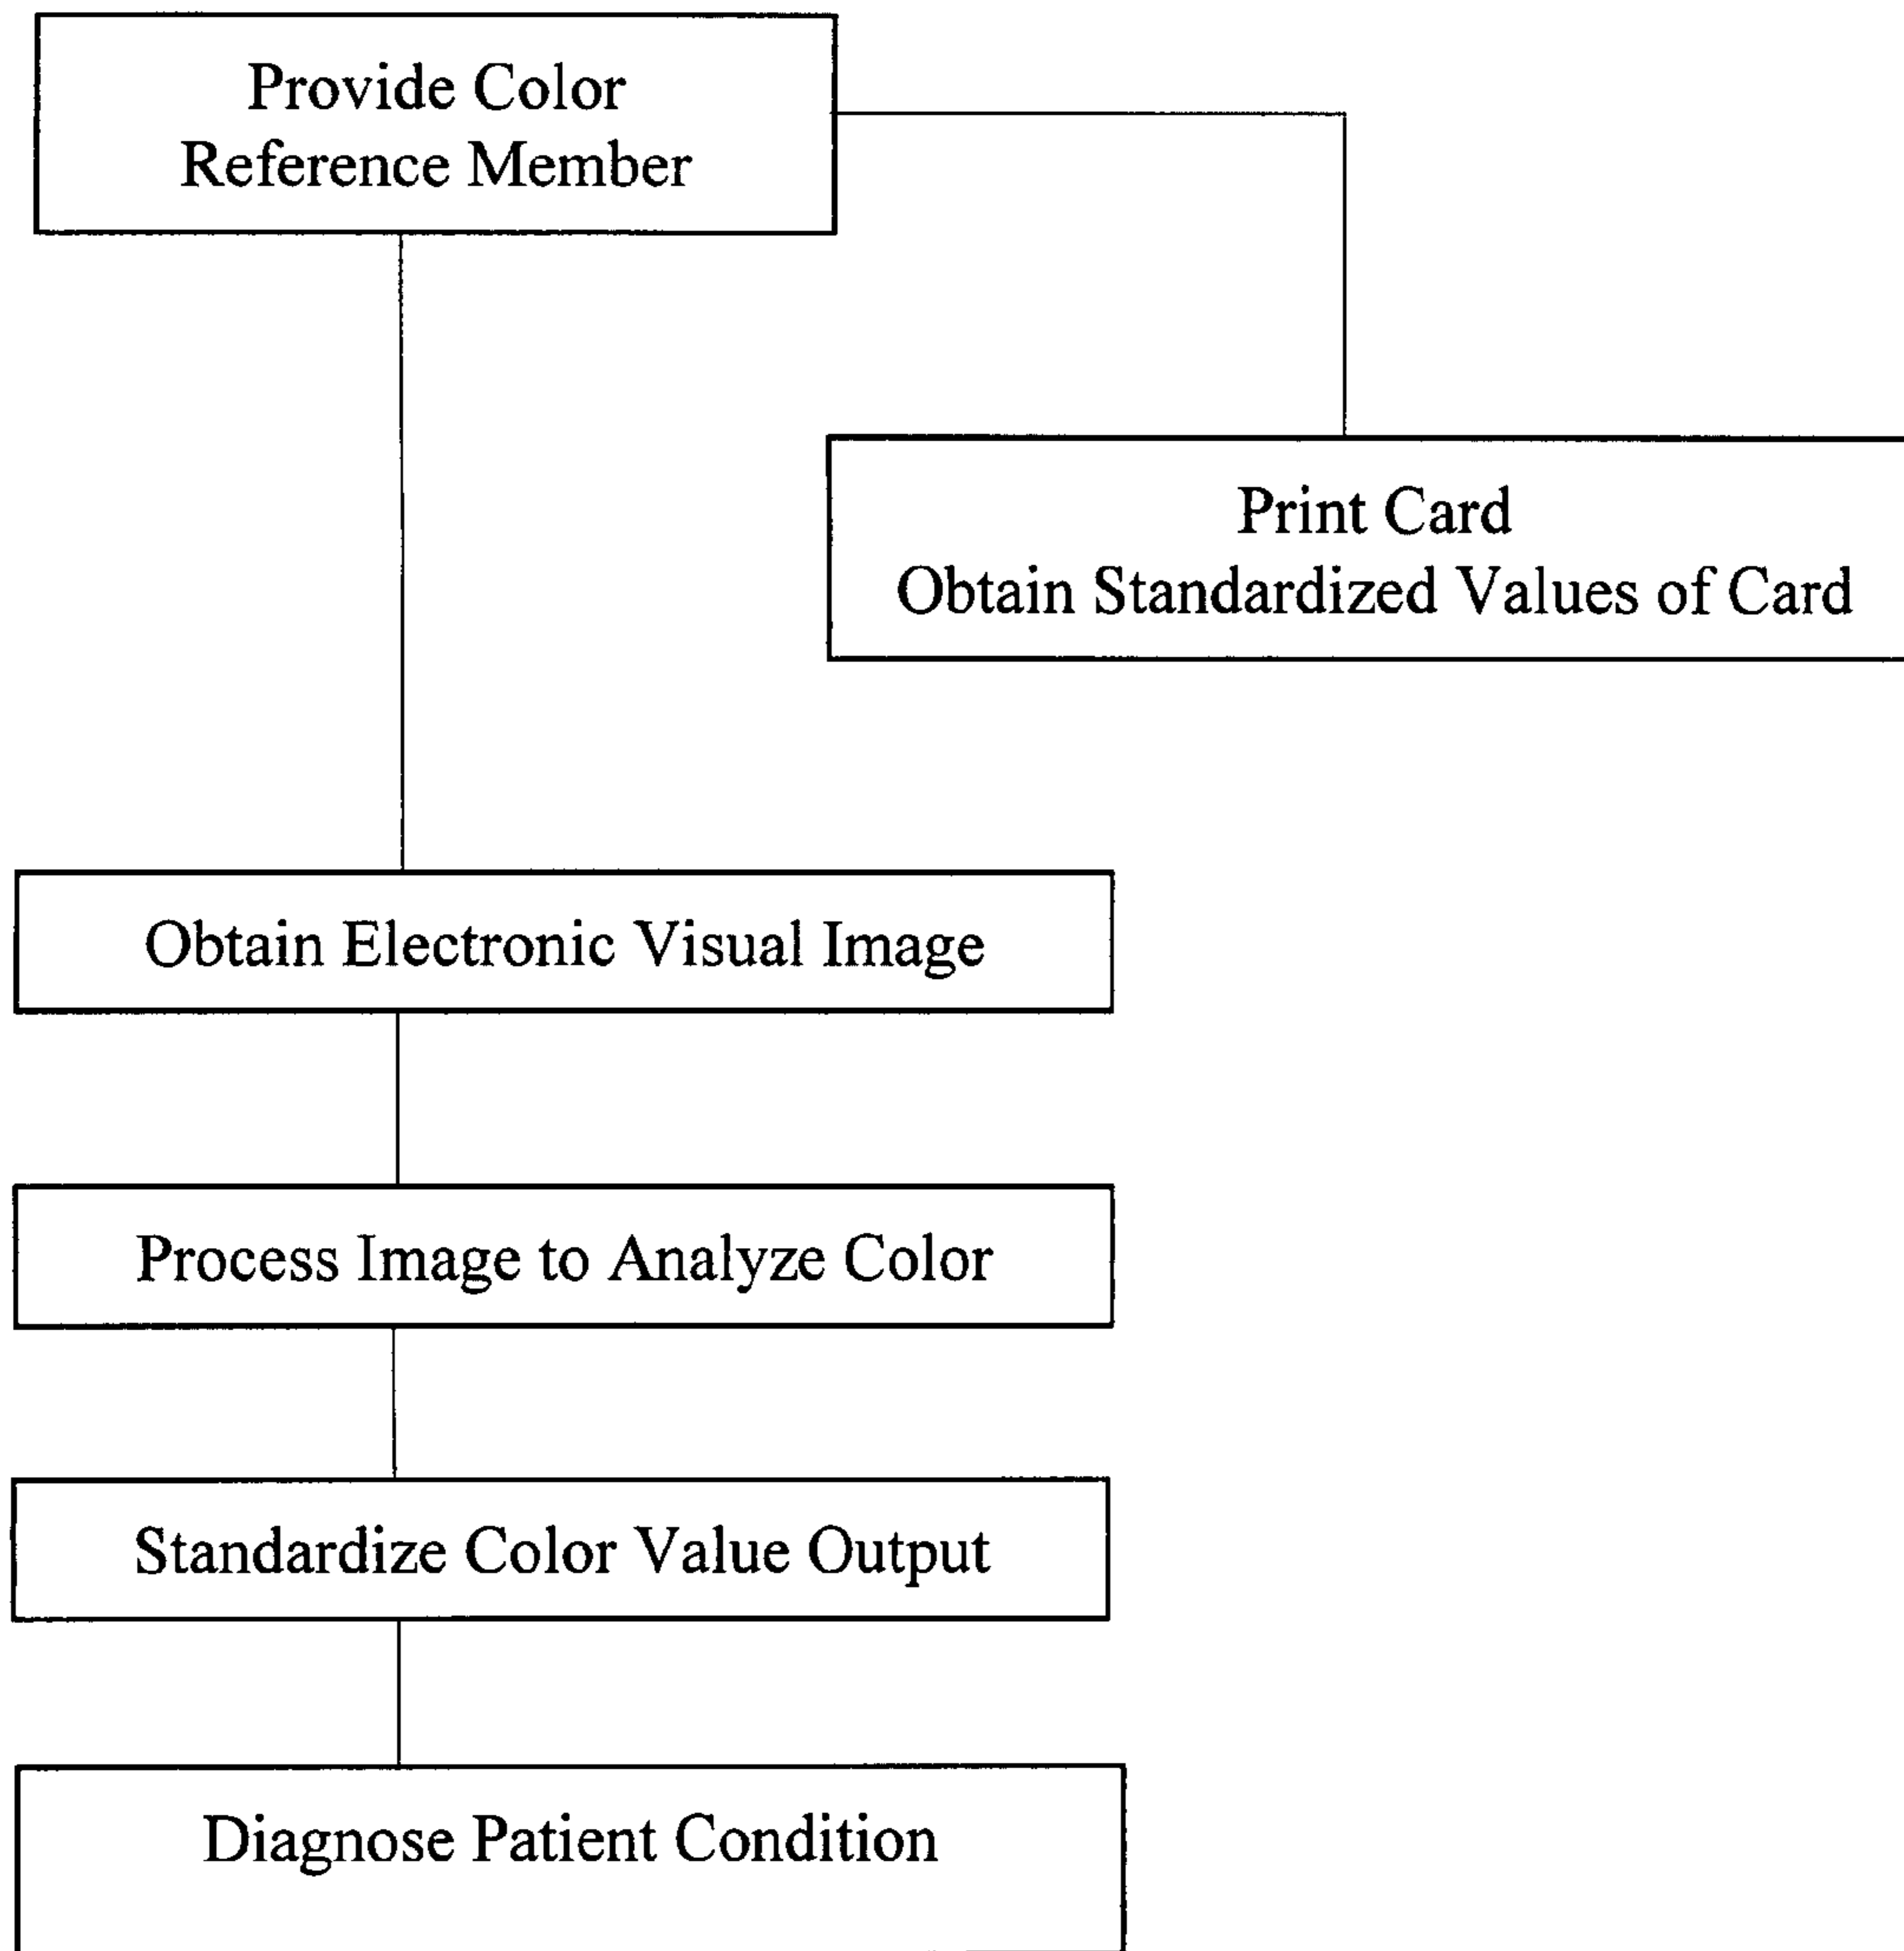 Provide Color
Reference Member
Print Card
Obtain Standardized Values of Card
Obtain Electronic Visual Image
Process Image to Analyze Color
Standardize Color Value Output
Diagnose Patient Condition